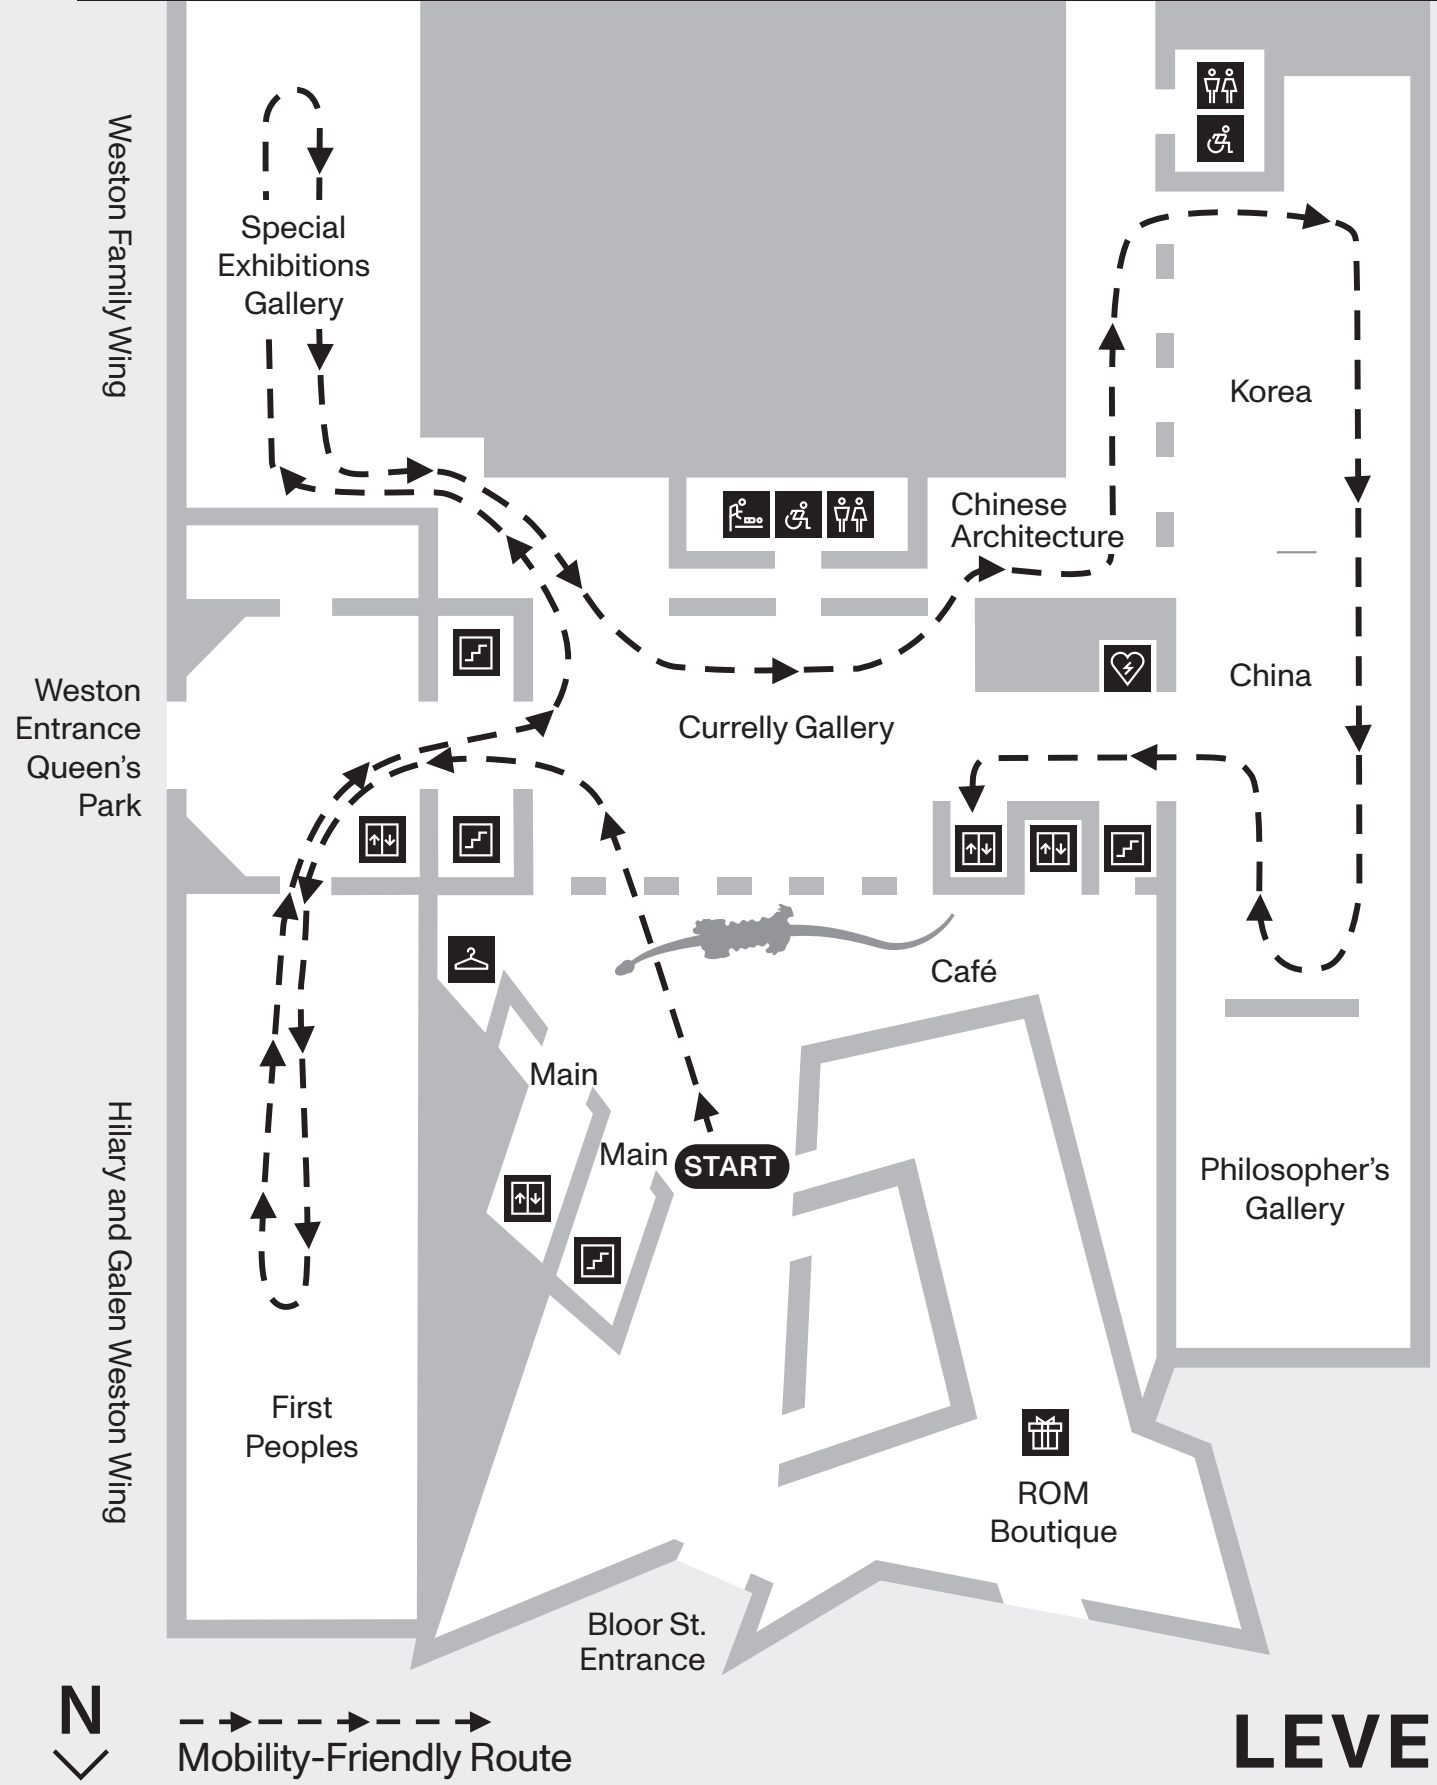 Weston Family Wing
Special
Exhibitions
Gallery
Korea
Chinese
Architecture
Weston
Entrance
Queen's
Park
China
Currelly Gallery
Café
Main
Main
START
Philosopher's
Gallery
Hilary and Galen Weston Wing
First
Peoples
ROM
Boutique
Bloor St.
Entrance
N
Mobility-Friendly Route
LEVE